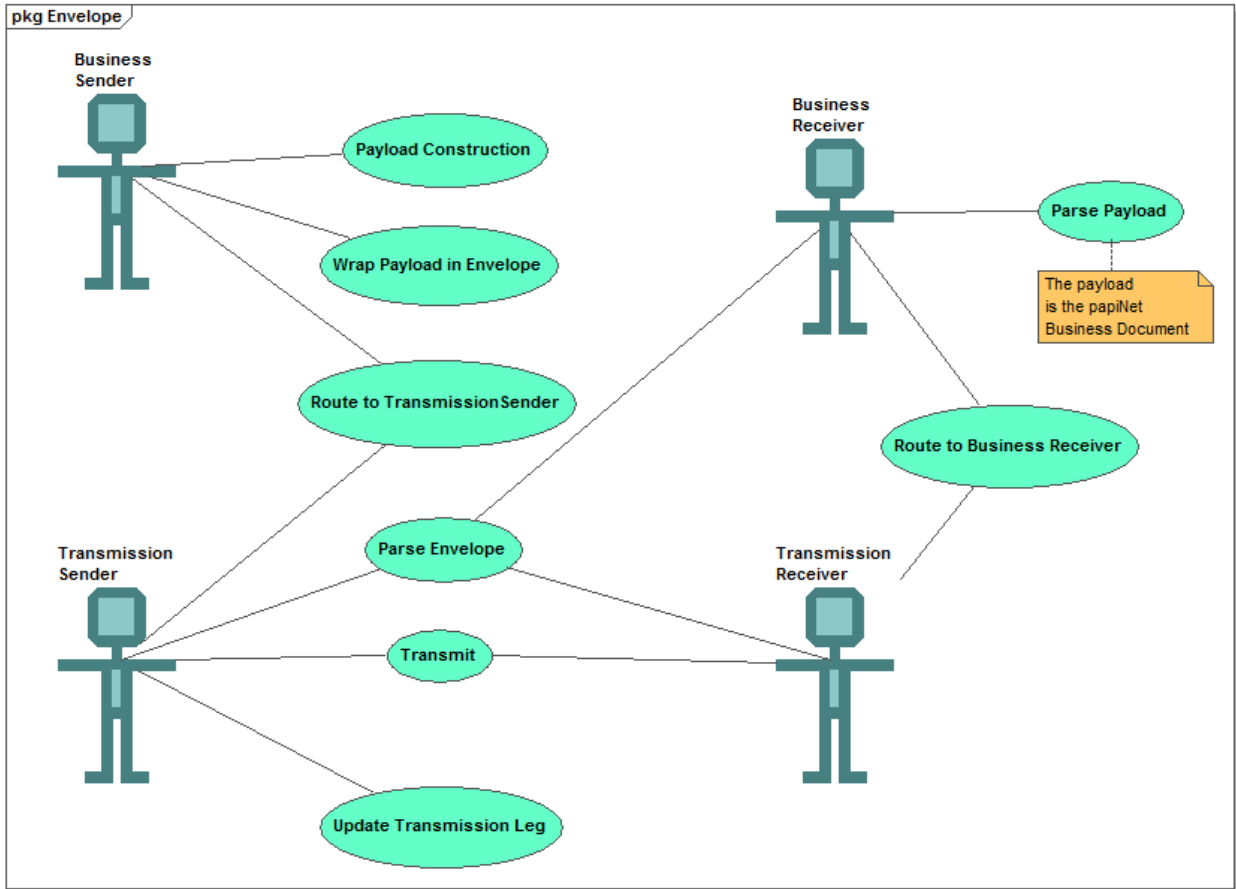 pkg Envelope
Business
Sender
Business
Receiver
Payload Construction
Parse Payload
Wrap Payload in Envelope
The payload
is the papiNet
Business Document
Route to TransmissionSender
Route to Business Receiver
Transmission
Sender
Parse Envelope
Transmission
Receiver
Transmit
Update Transmission Leg